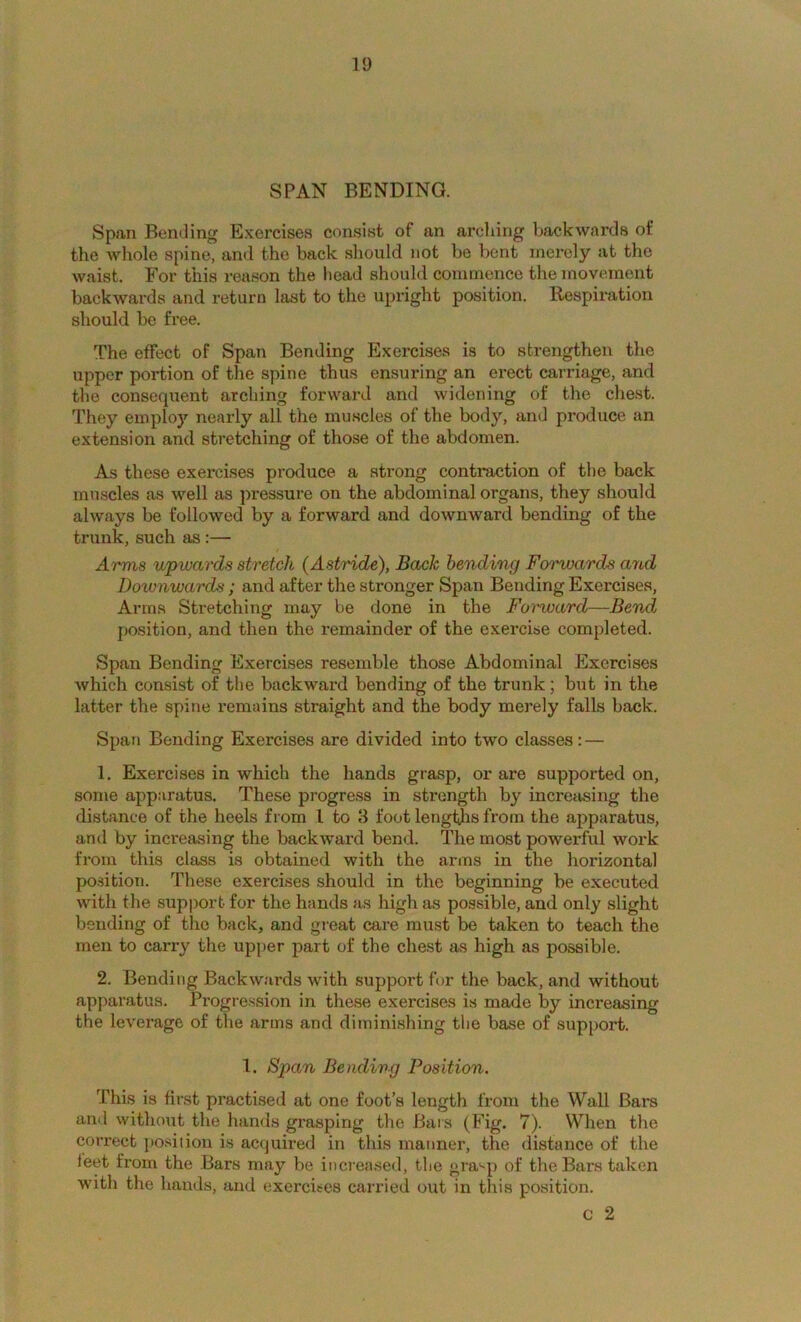 19
SPAN BENDING.
Span Bending Exercises consist of an arching backwards of
the whole spine, and the back should not be bent merely at the
waist. For this reason the head should commence the movement
backwards and return last to the upright position. Respiration
should be free.
The effect of Span Bending Exercises is to strengthen the
upper portion of the spine thus ensuring an erect carriage, and
the consequent arching forward and widening of the chest.
They employ nearly all the muscles of the body, and produce an
extension and stretching of those of the abdomen.
As these exercises produce a strong contraction of the back
muscles as well as pressure on the abdominal organs, they should
always be followed by a forward and downward bending of the
trunk, such as :—
Arms upwards stretch (Astride), Back bending Forwards and
Downwards ; and after the stronger Span Bending Exercises,
Arms Stretching may be done in the Forward—Bend
position, and then the remainder of the exercise completed.
Span Bending Exercises resemble those Abdominal Exercises
which consist of the backward bending of the trunk ; but in the
latter the spine remains straight and the body merely falls back.
Span Bending Exercises are divided into two classes : —
1. Exercises in which the hands grasp, or are supported on,
some apparatus. These progress in strength by increasing the
distance of the heels from 1 to 3 foot lengths from the apparatus,
and by increasing the backward bend. The most powerful work
from this class is obtained with the arms in the horizontal
position. These exercises should in the beginning be executed
with the support for the hands as high as possible, and only slight
bending of the back, and great care must be taken to teach the
men to carry the upper part of the chest as high as possible.
2. Bending Backwards with support for the back, and without
apparatus. Progression in these exercises is made by increasing
the leverage of the arms and diminishing the base of support.
1. Span Bending Position.
This is first practised at one foot's length from the Wall Bars
and without the hands grasping the Bars (Fig. 7). When the
correct position is acquired in this manner, the distance of the
feet from the Bars may be increased, the grasp of the Bars taken
with the hands, and exercises carried out in this position.
C 2